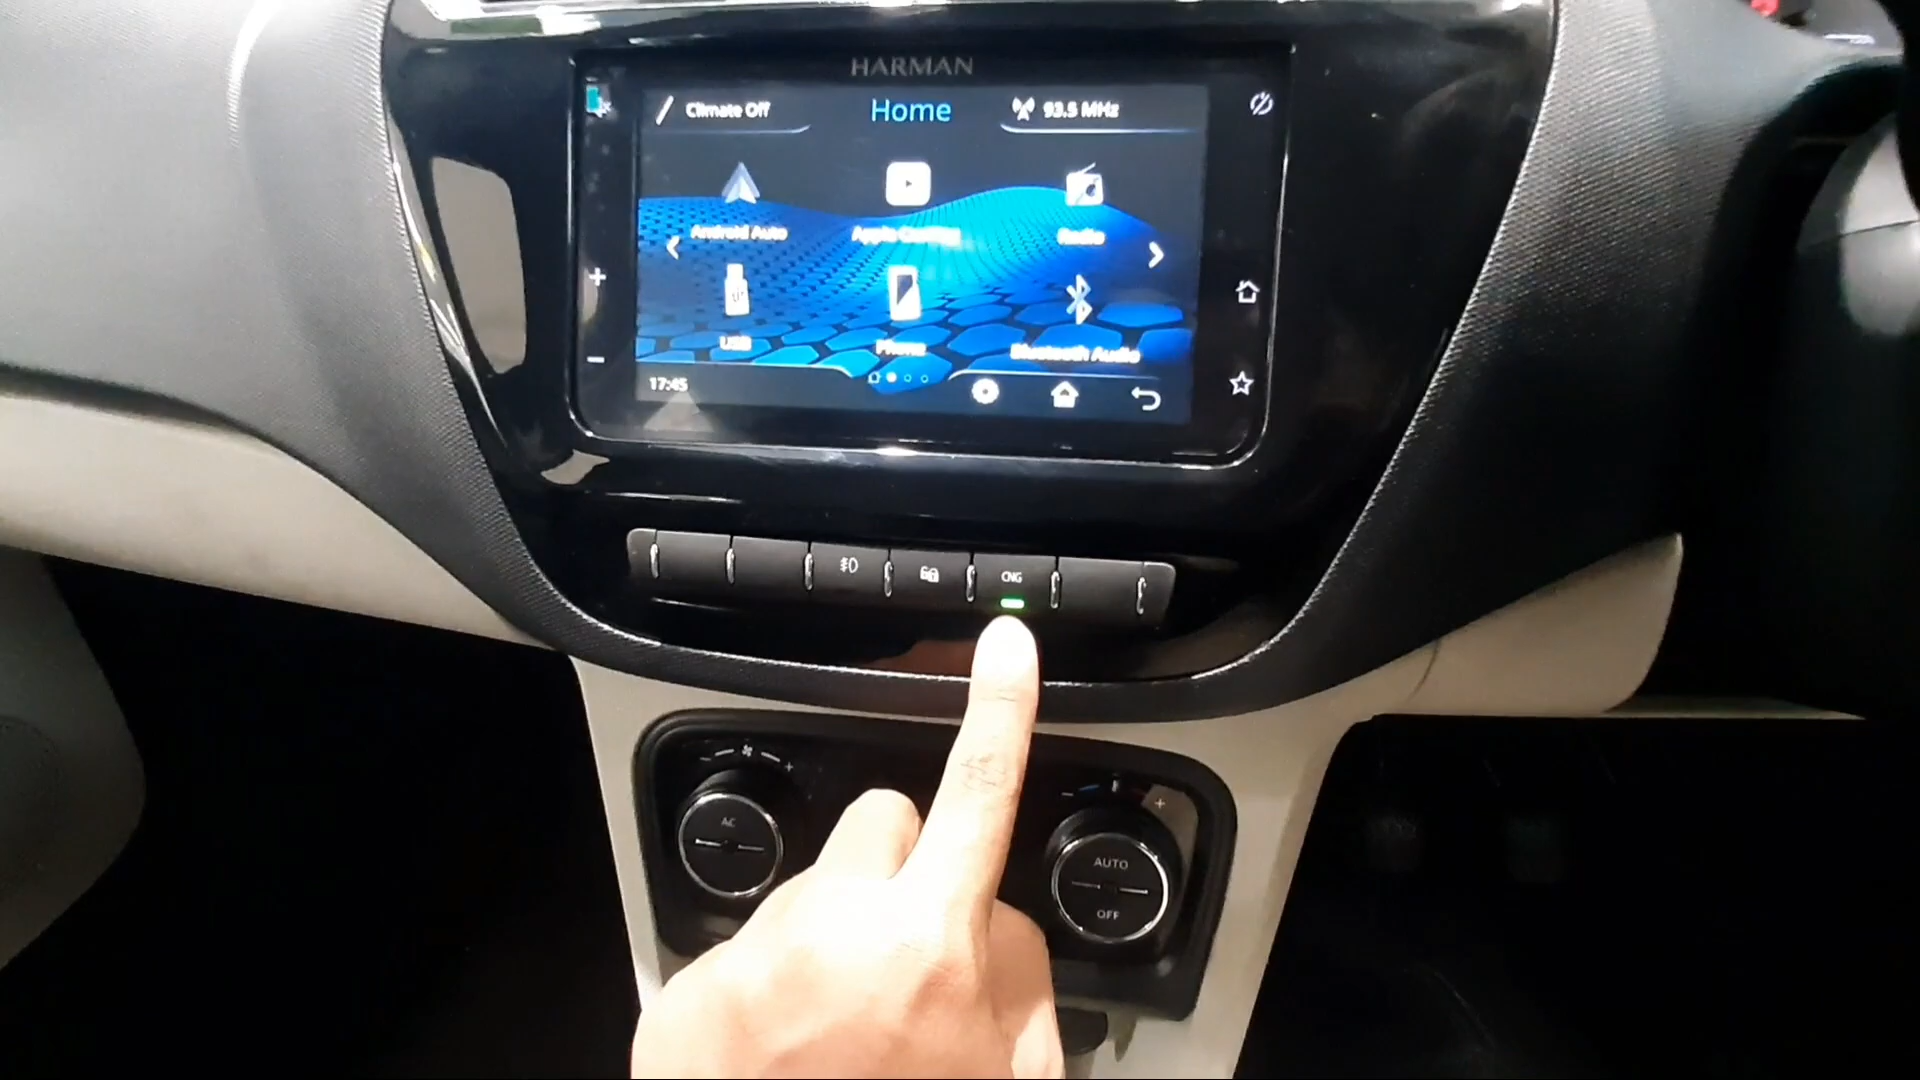 HARMAN
Climate Off
Home
93.5 MHz
Android Auto
Apple CarPlay
Radio
USB
Phone
Bluetooth Audio
17:45
CNG
AC
AUTO
OFF